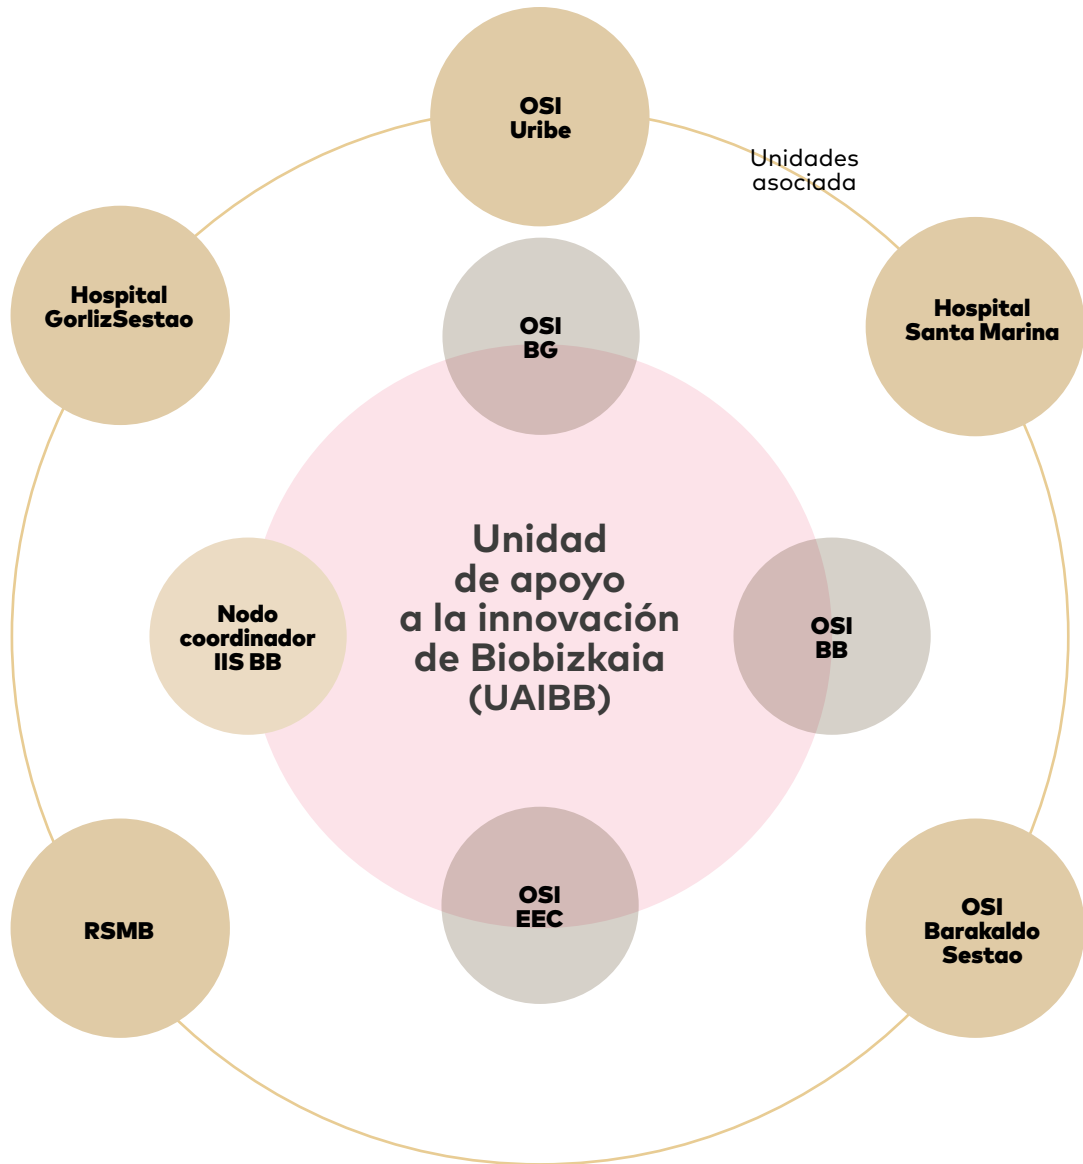 OSI
Uribe
Unidades
asociada
Hospital
GorlizSestao
Hospital
Santa Marina
OSI
BG
Unidad
de apoyo
a la innovación
de Biobizkaia
(UAIBB)
Nodo
coordinador
IIS BB
OSI
BB
OSI
EEC
RSMB
OSI
Barakaldo
Sestao